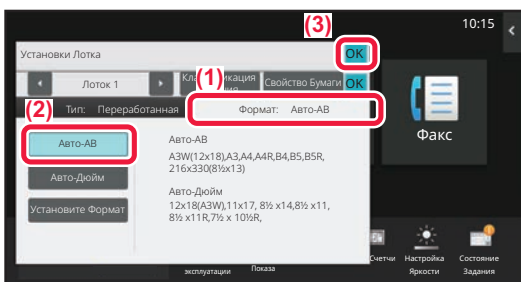 (3)
10:15
Установки Лотка
OK
Лоток 1
(1)
Свойство Бумаги
OK
(2)
Тип: Переработанная
Формат: Авто-AB
Факс
Авто-AB
Авто-Дюйм
Установите Формат
Авто-AB
A3W(12x18),A3,A4,A4R,B4,B5,B5R,
216x330(8½x13)
Авто-Дюйм
12x18(A3W),11x17, 8½ x14,8½ x11,
8½ x11R,7½ x 10½R,
эксплуатации
Показа
Счетчи
Настройка
Яркости
Состояние
Задания